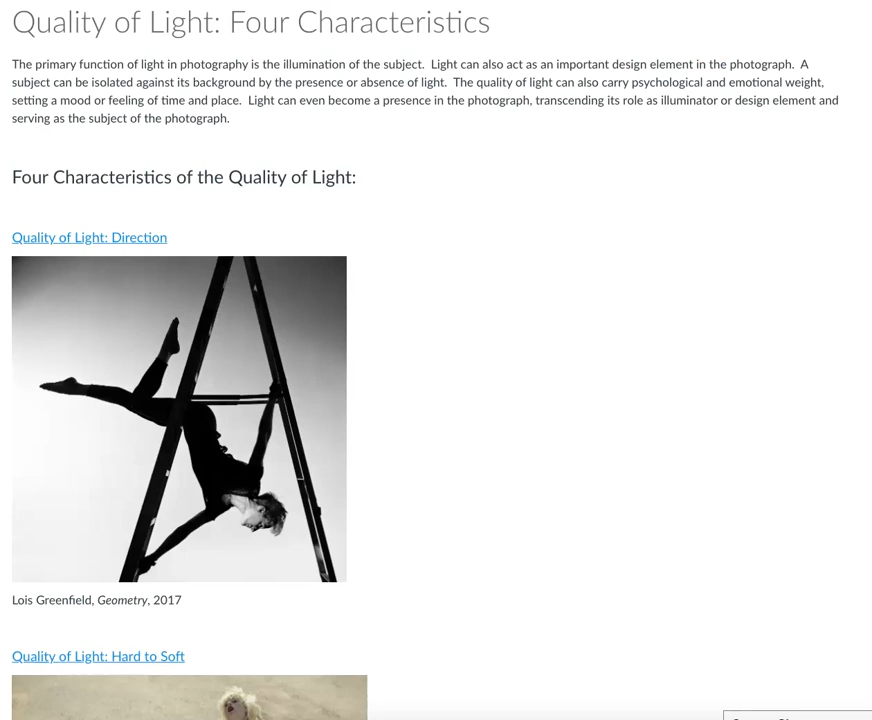 Quality of Light: Four Characteristics
The primary function of light in photography is the illumination of the subject.  Light can also act as an important design element in the photograph.  A
subject can be isolated against its background by the presence or absence of light.  The quality of light can also carry psychological and emotional weight,
setting a mood or feeling of time and place.  Light can even become a presence in the photograph, transcending its role as illuminator or design element and
serving as the subject of the photograph.
Four Characteristics of the Quality of Light:
Quality of Light: Direction
Lois Greenfield, Geometry, 2017
Quality of Light: Hard to Soft